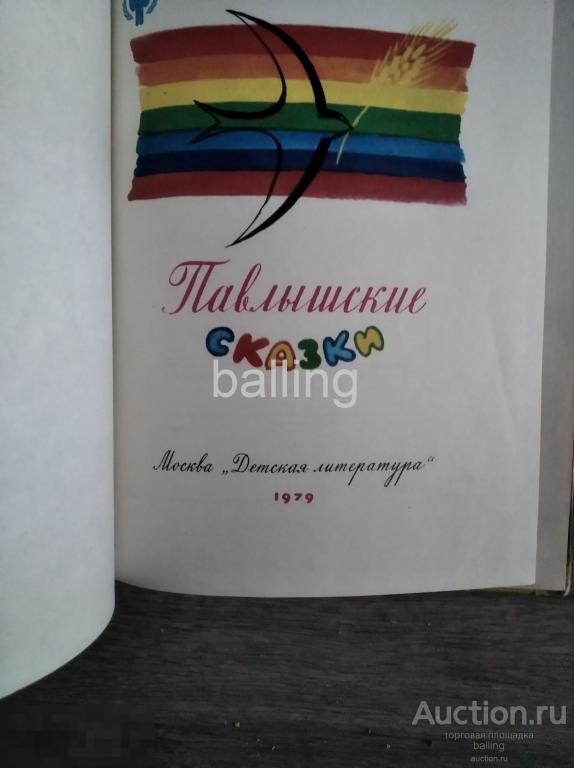 Павлышские
сказки
balling
Москва „Детская литература“
1979
Auction.ru
торговая площадка
balling
auction.ru